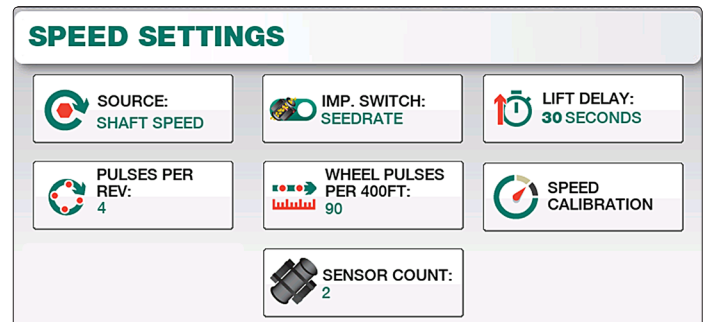 SPEED SETTINGS
SOURCE:
SHAFT SPEED
IMP. SWITCH:
SEEDRATE
LIFT DELAY:
30 SECONDS
PULSES PER
REV:
4
WHEEL PULSES
PER 400FT:
90
SPEED
CALIBRATION
SENSOR COUNT:
2